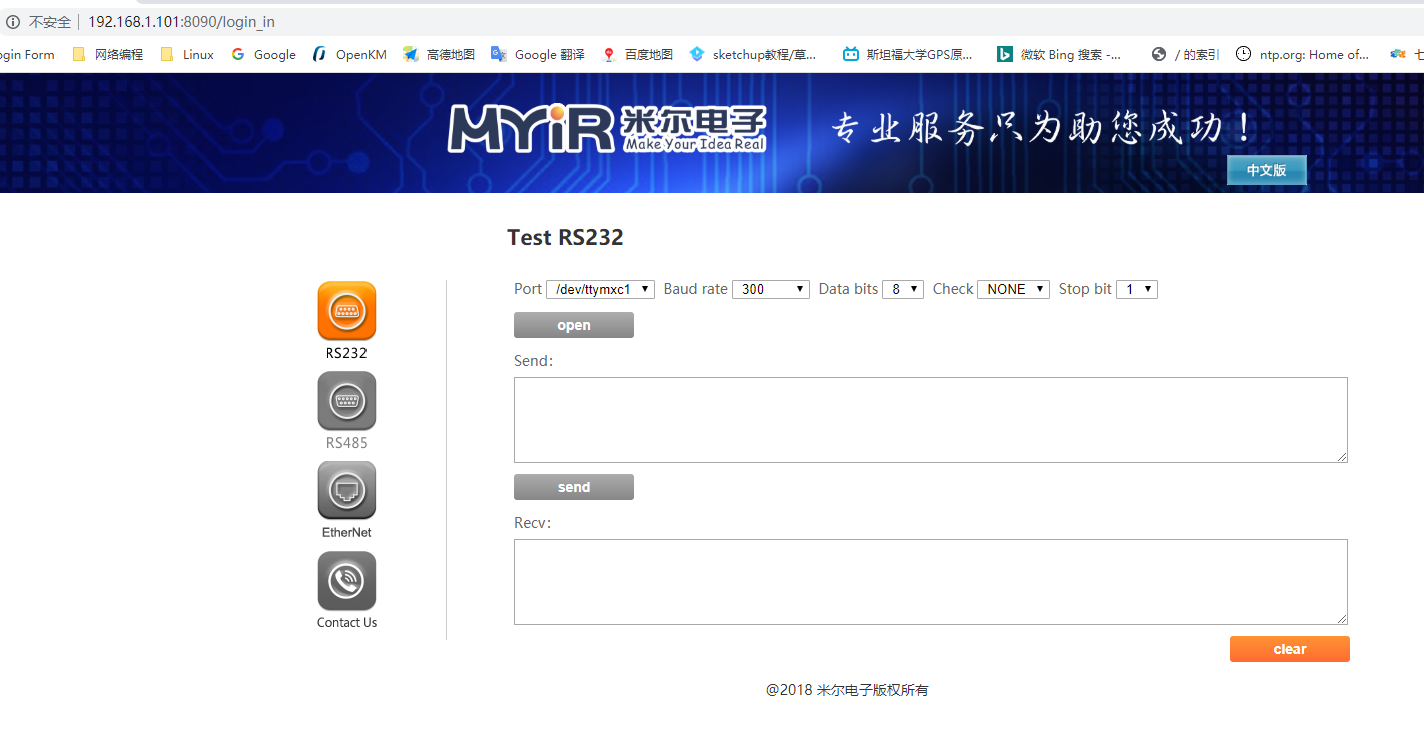 不安全 192.168.1.101:8090/login_in
ogin Form 网络编程 Linux Google OpenKM 高德地图 Google 翻译 百度地图 sketchup教程/草... 斯坦福大学GPS原... 微软 Bing 搜索 -... / 的索引 ntp.org: Home of... 七
MYiR 米尔电子 专业服务只为助您成功！
Make Your Idea Real
中文版
Test RS232
Port /dev/ttymxc1 Baud rate 300 Data bits 8 Check NONE Stop bit 1
open
RS232
Send:
RS485
send
EtherNet
Recv:
Contact Us
clear
@2018 米尔电子版权所有